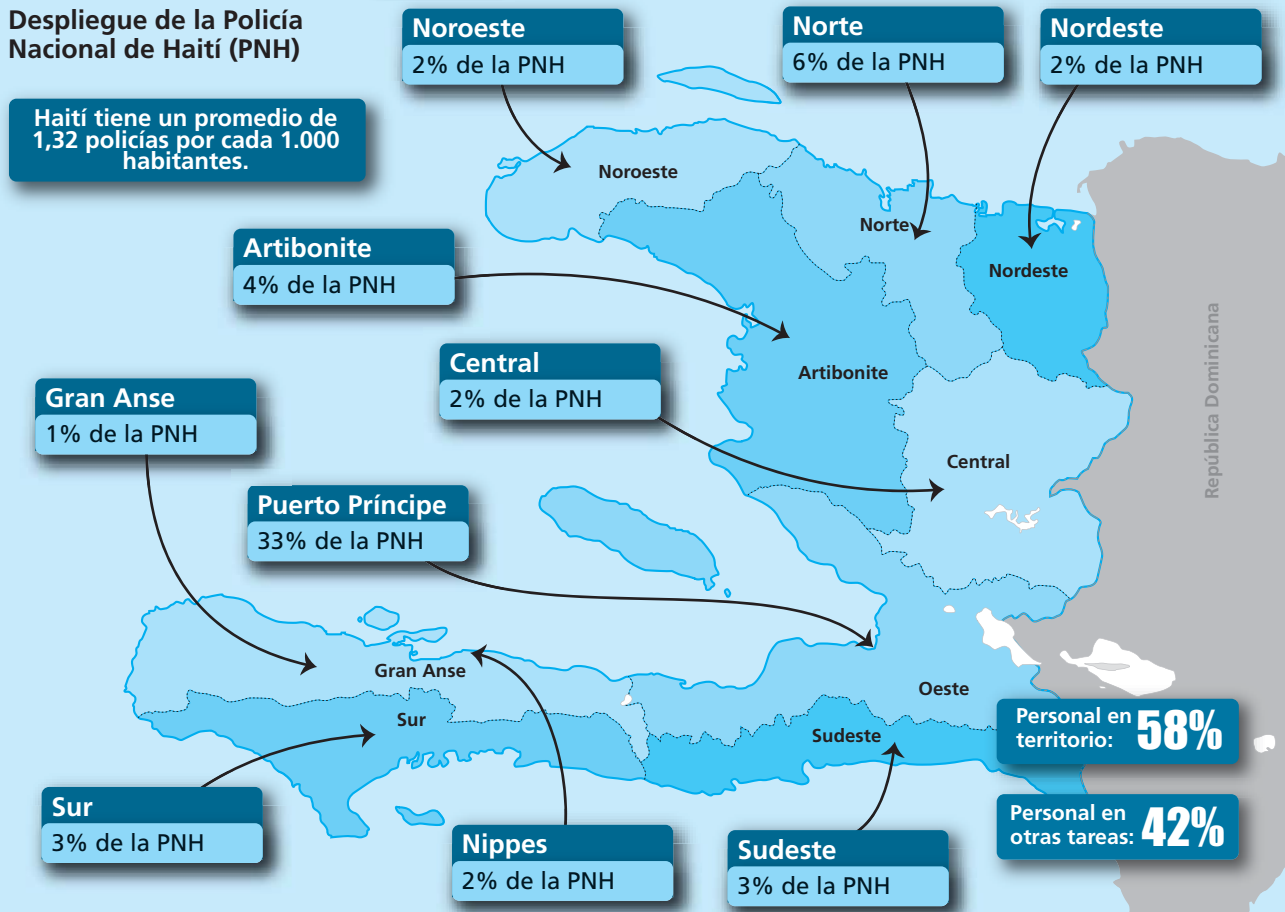 Despliegue de la Policía
Nacional de Haití (PNH)
Haití tiene un promedio de
1,32 policías por cada 1.000
habitantes.
Noroeste
2% de la PNH
Norte
6% de la PNH
Nordeste
2% de la PNH
Artibonite
4% de la PNH
Central
2% de la PNH
Gran Anse
1% de la PNH
Puerto Príncipe
33% de la PNH
Sur
3% de la PNH
Nippes
2% de la PNH
Sudeste
3% de la PNH
Noroeste
Norte
Nordeste
Artibonite
Central
Gran Anse
Sur
Oeste
Sudeste
República Dominicana
Personal en
territorio: 58%
Personal en
otras tareas: 42%